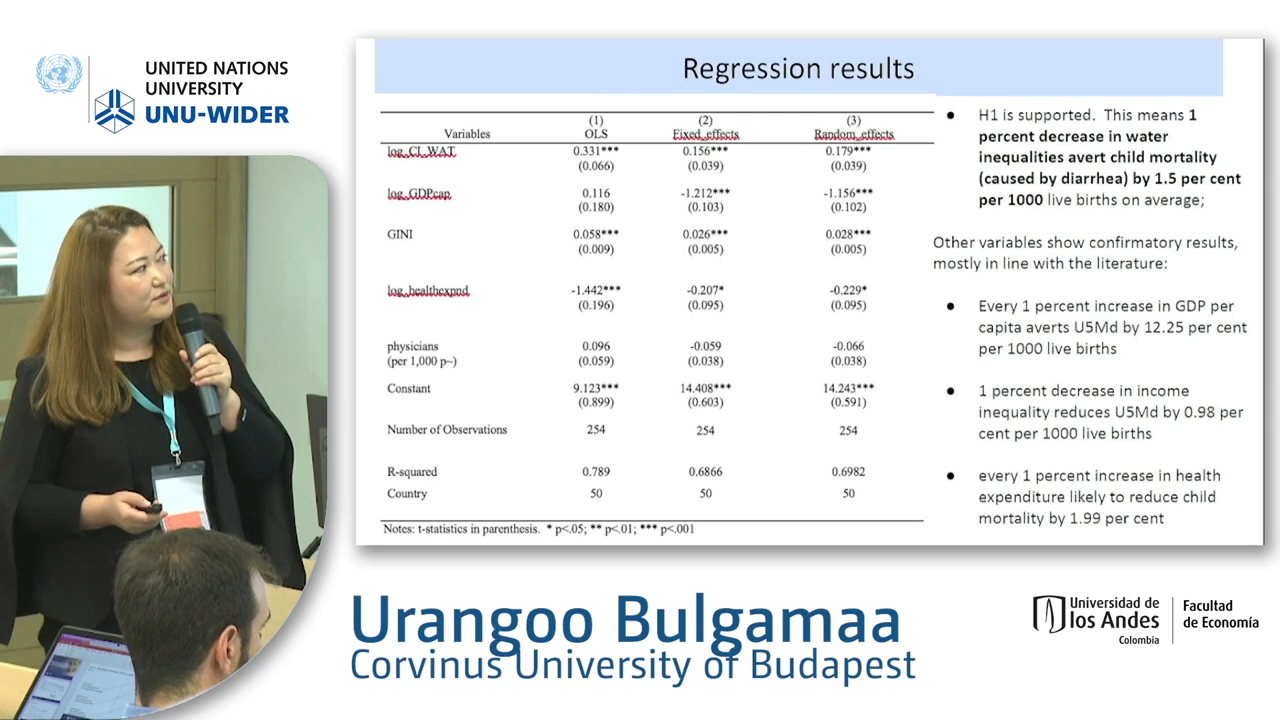 UNITED NATIONS
UNIVERSITY
UNU-WIDER
Regression results
(1) (2) (3)
Variables OLS Fixed_effects Random_effects
log_CI_WAT 0.331*** 0.156*** 0.179***
(0.066) (0.039) (0.039)
log_GDPcap 0.116 -1.212*** -1.156***
(0.180) (0.103) (0.102)
GINI 0.058*** 0.026*** 0.028***
(0.009) (0.005) (0.005)
log_healthexpnd -1.442*** -0.207* -0.229*
(0.196) (0.095) (0.095)
physicians 0.096 -0.059 -0.066
(per 1,000 p~) (0.059) (0.038) (0.038)
Constant 9.123*** 14.408*** 14.243***
(0.899) (0.603) (0.591)
Number of Observations 254 254 254
R-squared 0.789 0.6866 0.6982
Country 50 50 50
Notes: t-statistics in parenthesis. * p<.05; ** p<.01; *** p<.001
● H1 is supported. This means 1
percent decrease in water
inequalities avert child mortality
(caused by diarrhea) by 1.5 per cent
per 1000 live births on average;
Other variables show confirmatory results,
mostly in line with the literature:
● Every 1 percent increase in GDP per
capita averts U5Md by 12.25 per cent
per 1000 live births
● 1 percent decrease in income
inequality reduces U5Md by 0.98 per
cent per 1000 live births
● every 1 percent increase in health
expenditure likely to reduce child
mortality by 1.99 per cent
Urangoo Bulgamaa
Corvinus University of Budapest
Universidad de
los Andes
Colombia
Facultad
de Economía